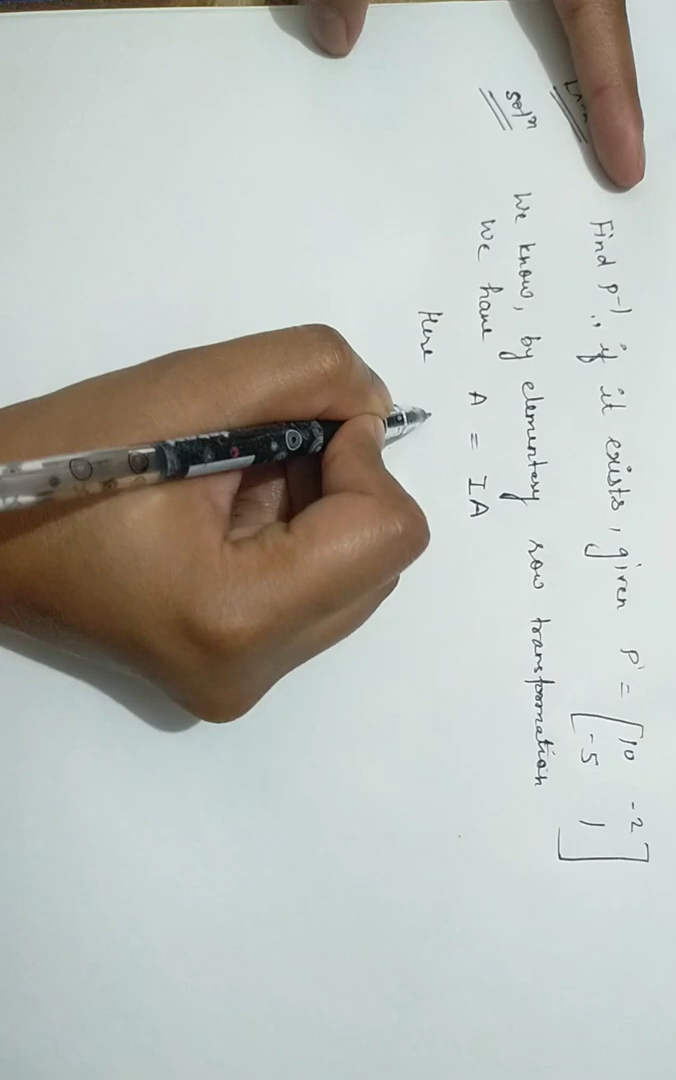 Find P-1, if it exists, given P = [10 -2
-5 1]
Soln
We know, by elementary row transformation
We have A = IA
Here